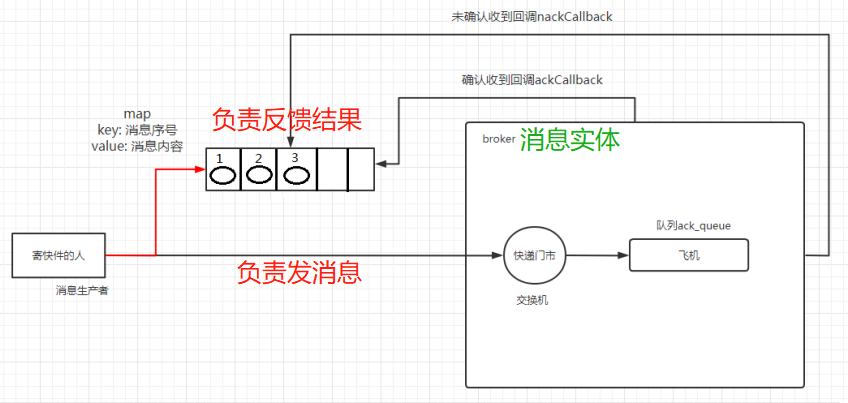 未确认收到回调nackCallback
确认收到回调ackCallback
map
key: 消息序号
value: 消息内容
负责反馈结果
broker 消息实体
1 2 3
队列ack_queue
寄快件的人
快递门市
飞机
负责发消息
消息生产者
交换机